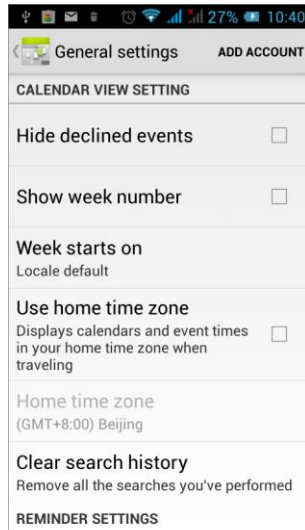 27% 10:40
General settings ADD ACCOUNT
CALENDAR VIEW SETTING
Hide declined events
Show week number
Week starts on
Locale default
Use home time zone
Displays calendars and event times
in your home time zone when
traveling
Home time zone
(GMT+8:00) Beijing
Clear search history
Remove all the searches you've performed
REMINDER SETTINGS